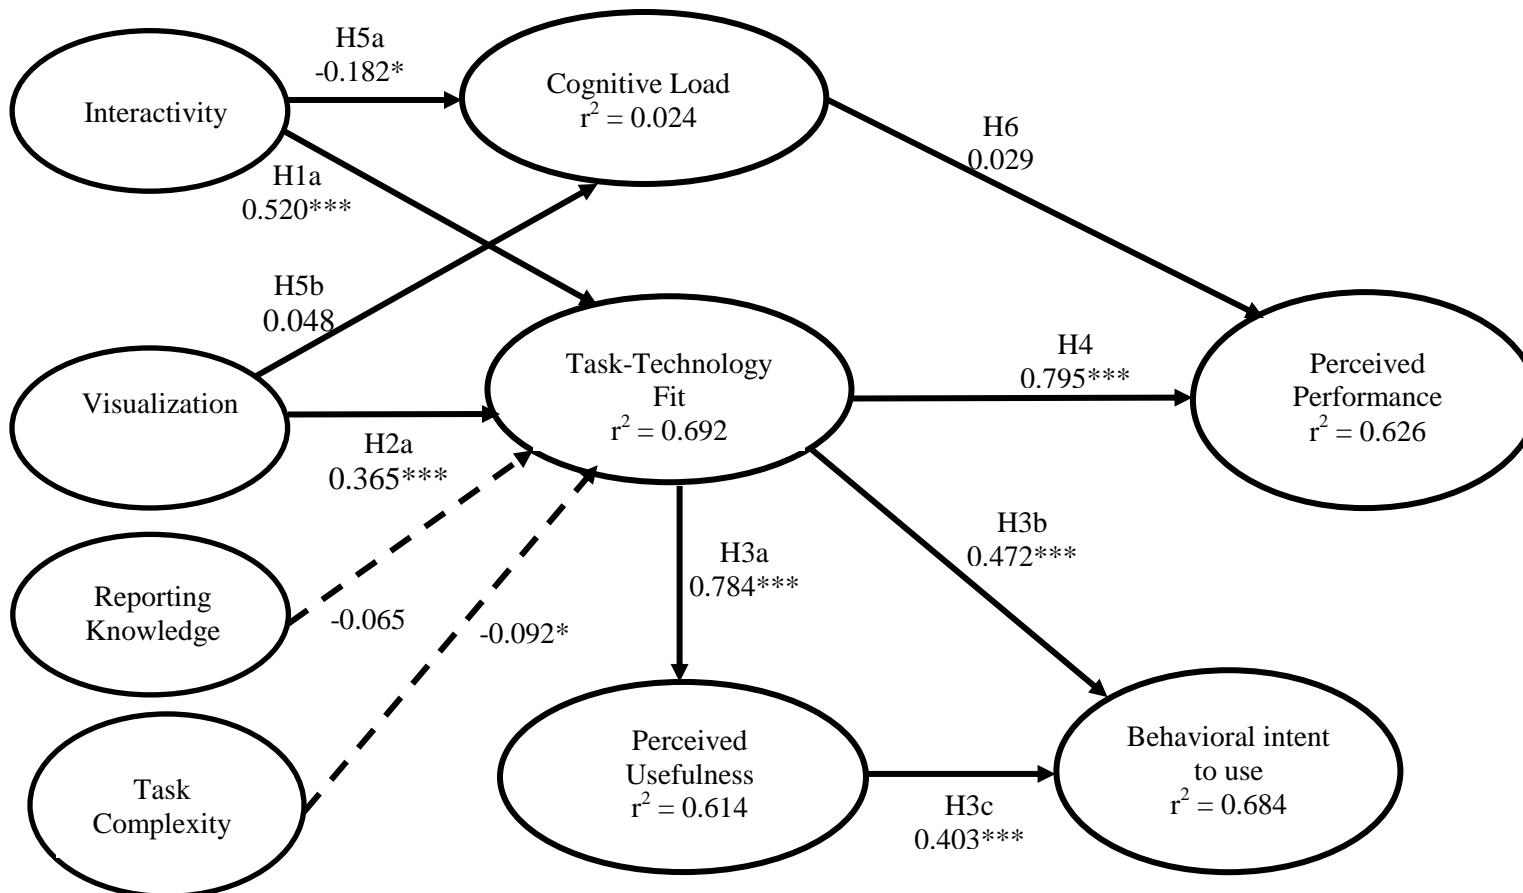 H5a
-0.182*
Interactivity
Cognitive Load
r² = 0.024
H6
0.029
H1a
0.520***
H5b
0.048
Visualization
Task-Technology
Fit
r² = 0.692
H4
0.795***
Perceived
Performance
r² = 0.626
H2a
0.365***
H3a
0.784***
H3b
0.472***
Reporting
Knowledge
-0.065
-0.092*
Task
Complexity
Perceived
Usefulness
r² = 0.614
H3c
0.403***
Behavioral intent
to use
r² = 0.684